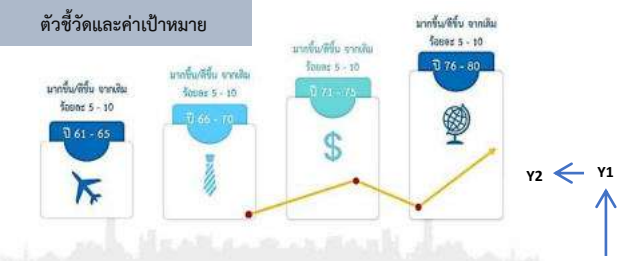 ตัวชี้วัดและค่าเป้าหมาย
มากขึ้น/ดีขึ้น จากเดิม
ร้อยละ 5 - 10
ปี 61 - 65
มากขึ้น/ดีขึ้น จากเดิม
ร้อยละ 5 - 10
ปี 66 - 70
มากขึ้น/ดีขึ้น จากเดิม
ร้อยละ 5 - 10
ปี 71 - 75
$
มากขึ้น/ดีขึ้น จากเดิม
ร้อยละ 5 - 10
ปี 76 - 80
Y2
Y1